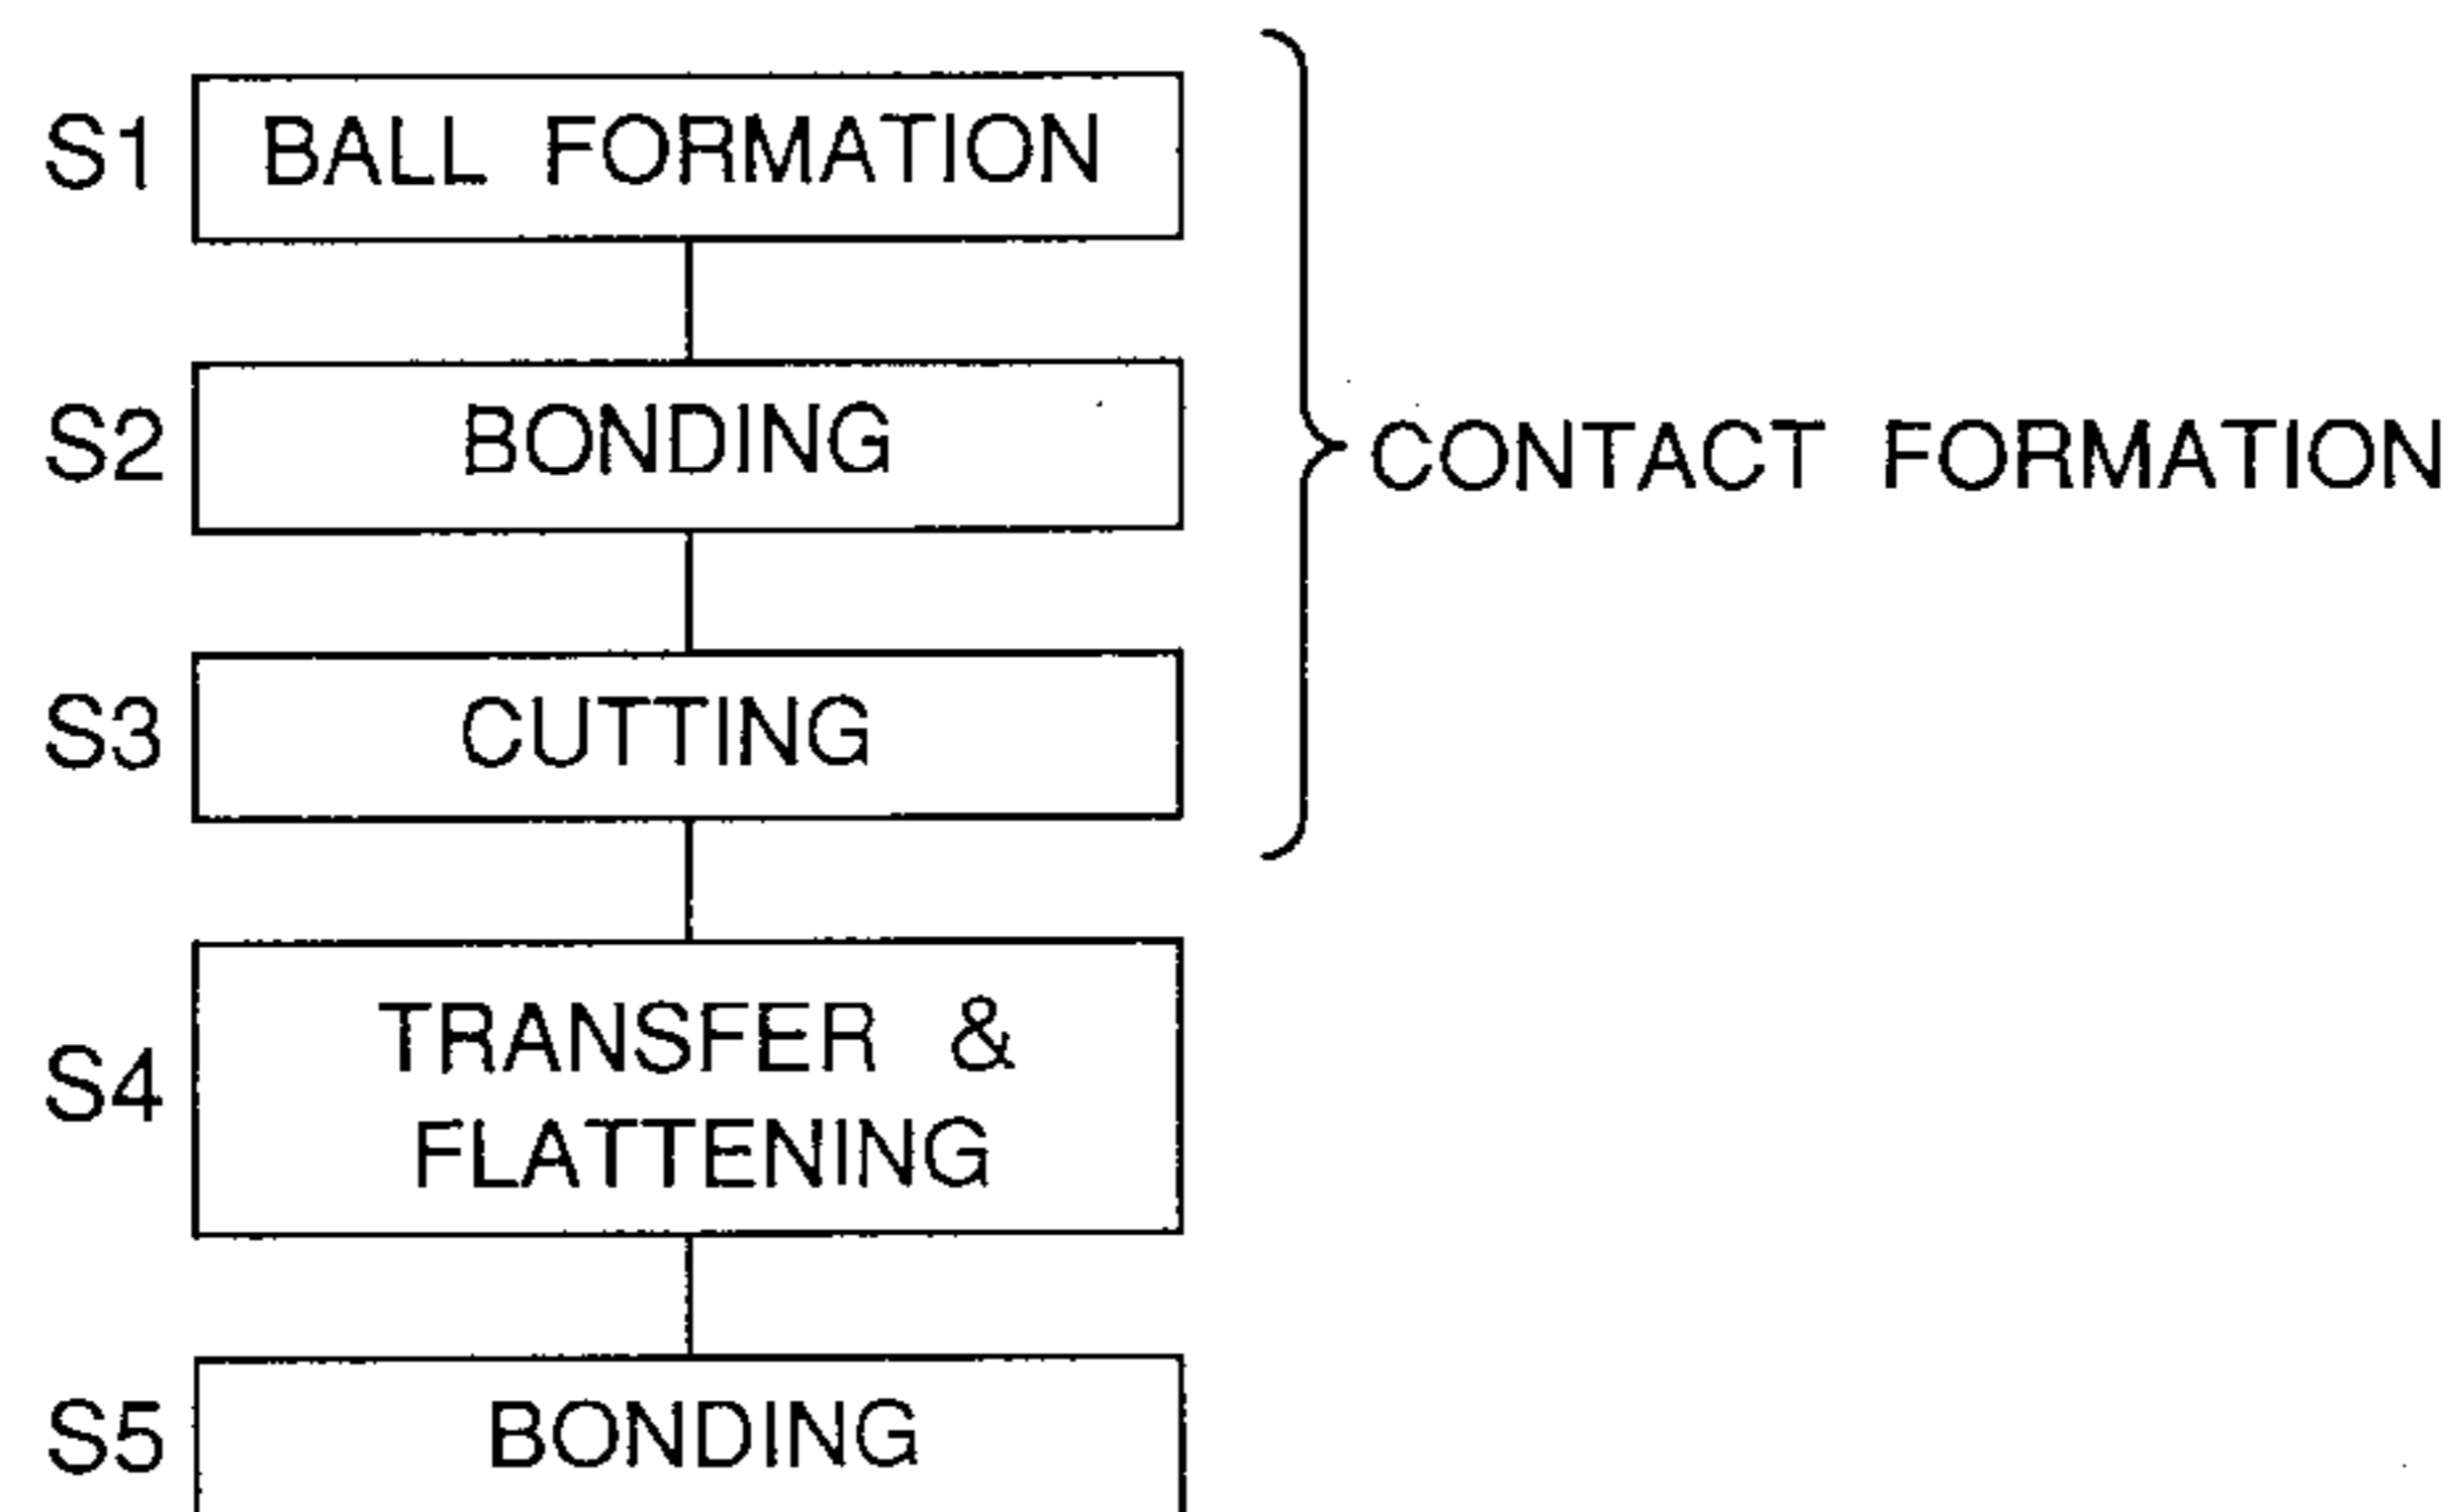 S1 BALL FORMATION
S2 BONDING
CONTACT FORMATION
S3 CUTTING
S4 TRANSFER &
FLATTENING
S5 BONDING